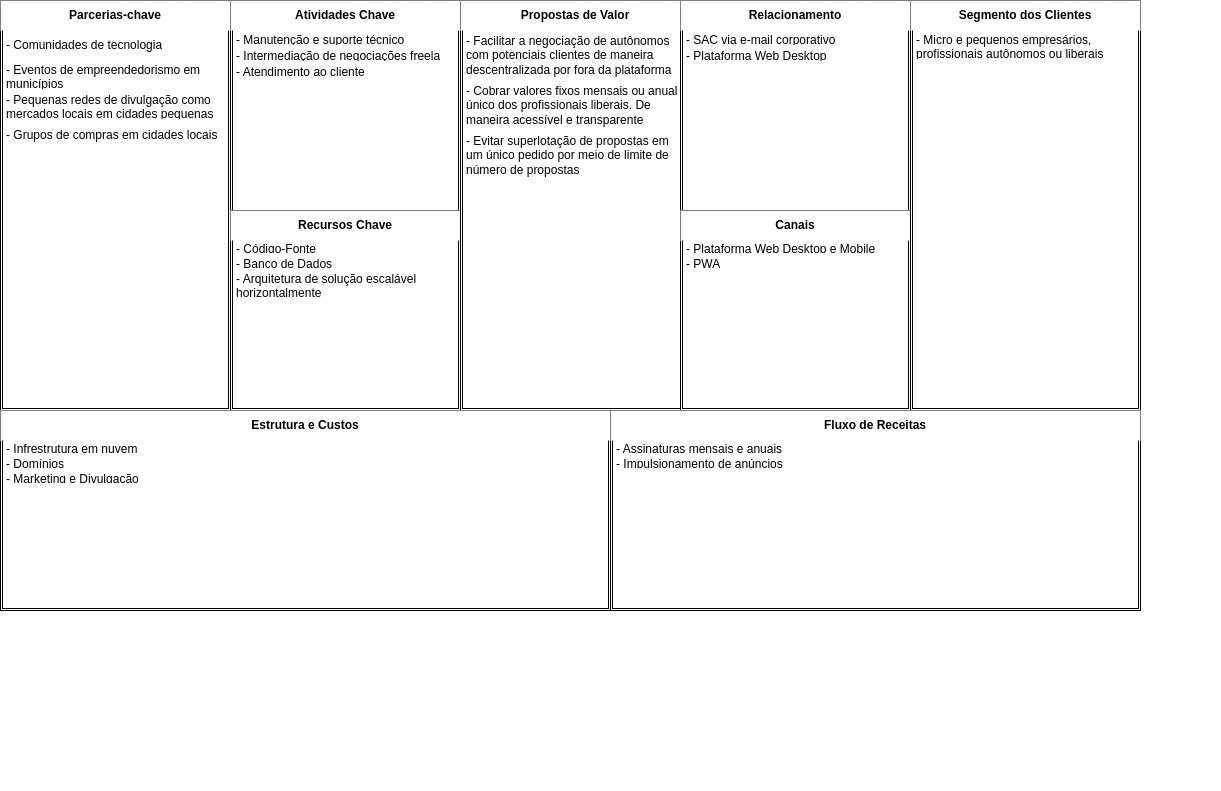 Parcerias-chave
- Comunidades de tecnologia
- Eventos de empreendedorismo em
municípios
- Pequenas redes de divulgação como
mercados locais em cidades pequenas
- Grupos de compras em cidades locais
Atividades Chave
- Manutenção e suporte técnico
- Intermediação de negociações freela
- Atendimento ao cliente
Recursos Chave
- Código-Fonte
- Banco de Dados
- Arquitetura de solução escalável
horizontalmente
Propostas de Valor
- Facilitar a negociação de autônomos
com potenciais clientes de maneira
descentralizada por fora da plataforma
- Cobrar valores fixos mensais ou anual
único dos profissionais liberais. De
maneira acessível e transparente
- Evitar superlotação de propostas em
um único pedido por meio de limite de
número de propostas
Relacionamento
- SAC via e-mail corporativo
- Plataforma Web Desktop
Canais
- Plataforma Web Desktop e Mobile
- PWA
Segmento dos Clientes
- Micro e pequenos empresários,
profissionais autônomos ou liberais
Estrutura e Custos
- Infrestrutura em nuvem
- Domínios
- Marketing e Divulgação
Fluxo de Receitas
- Assinaturas mensais e anuais
- Impulsionamento de anúncios